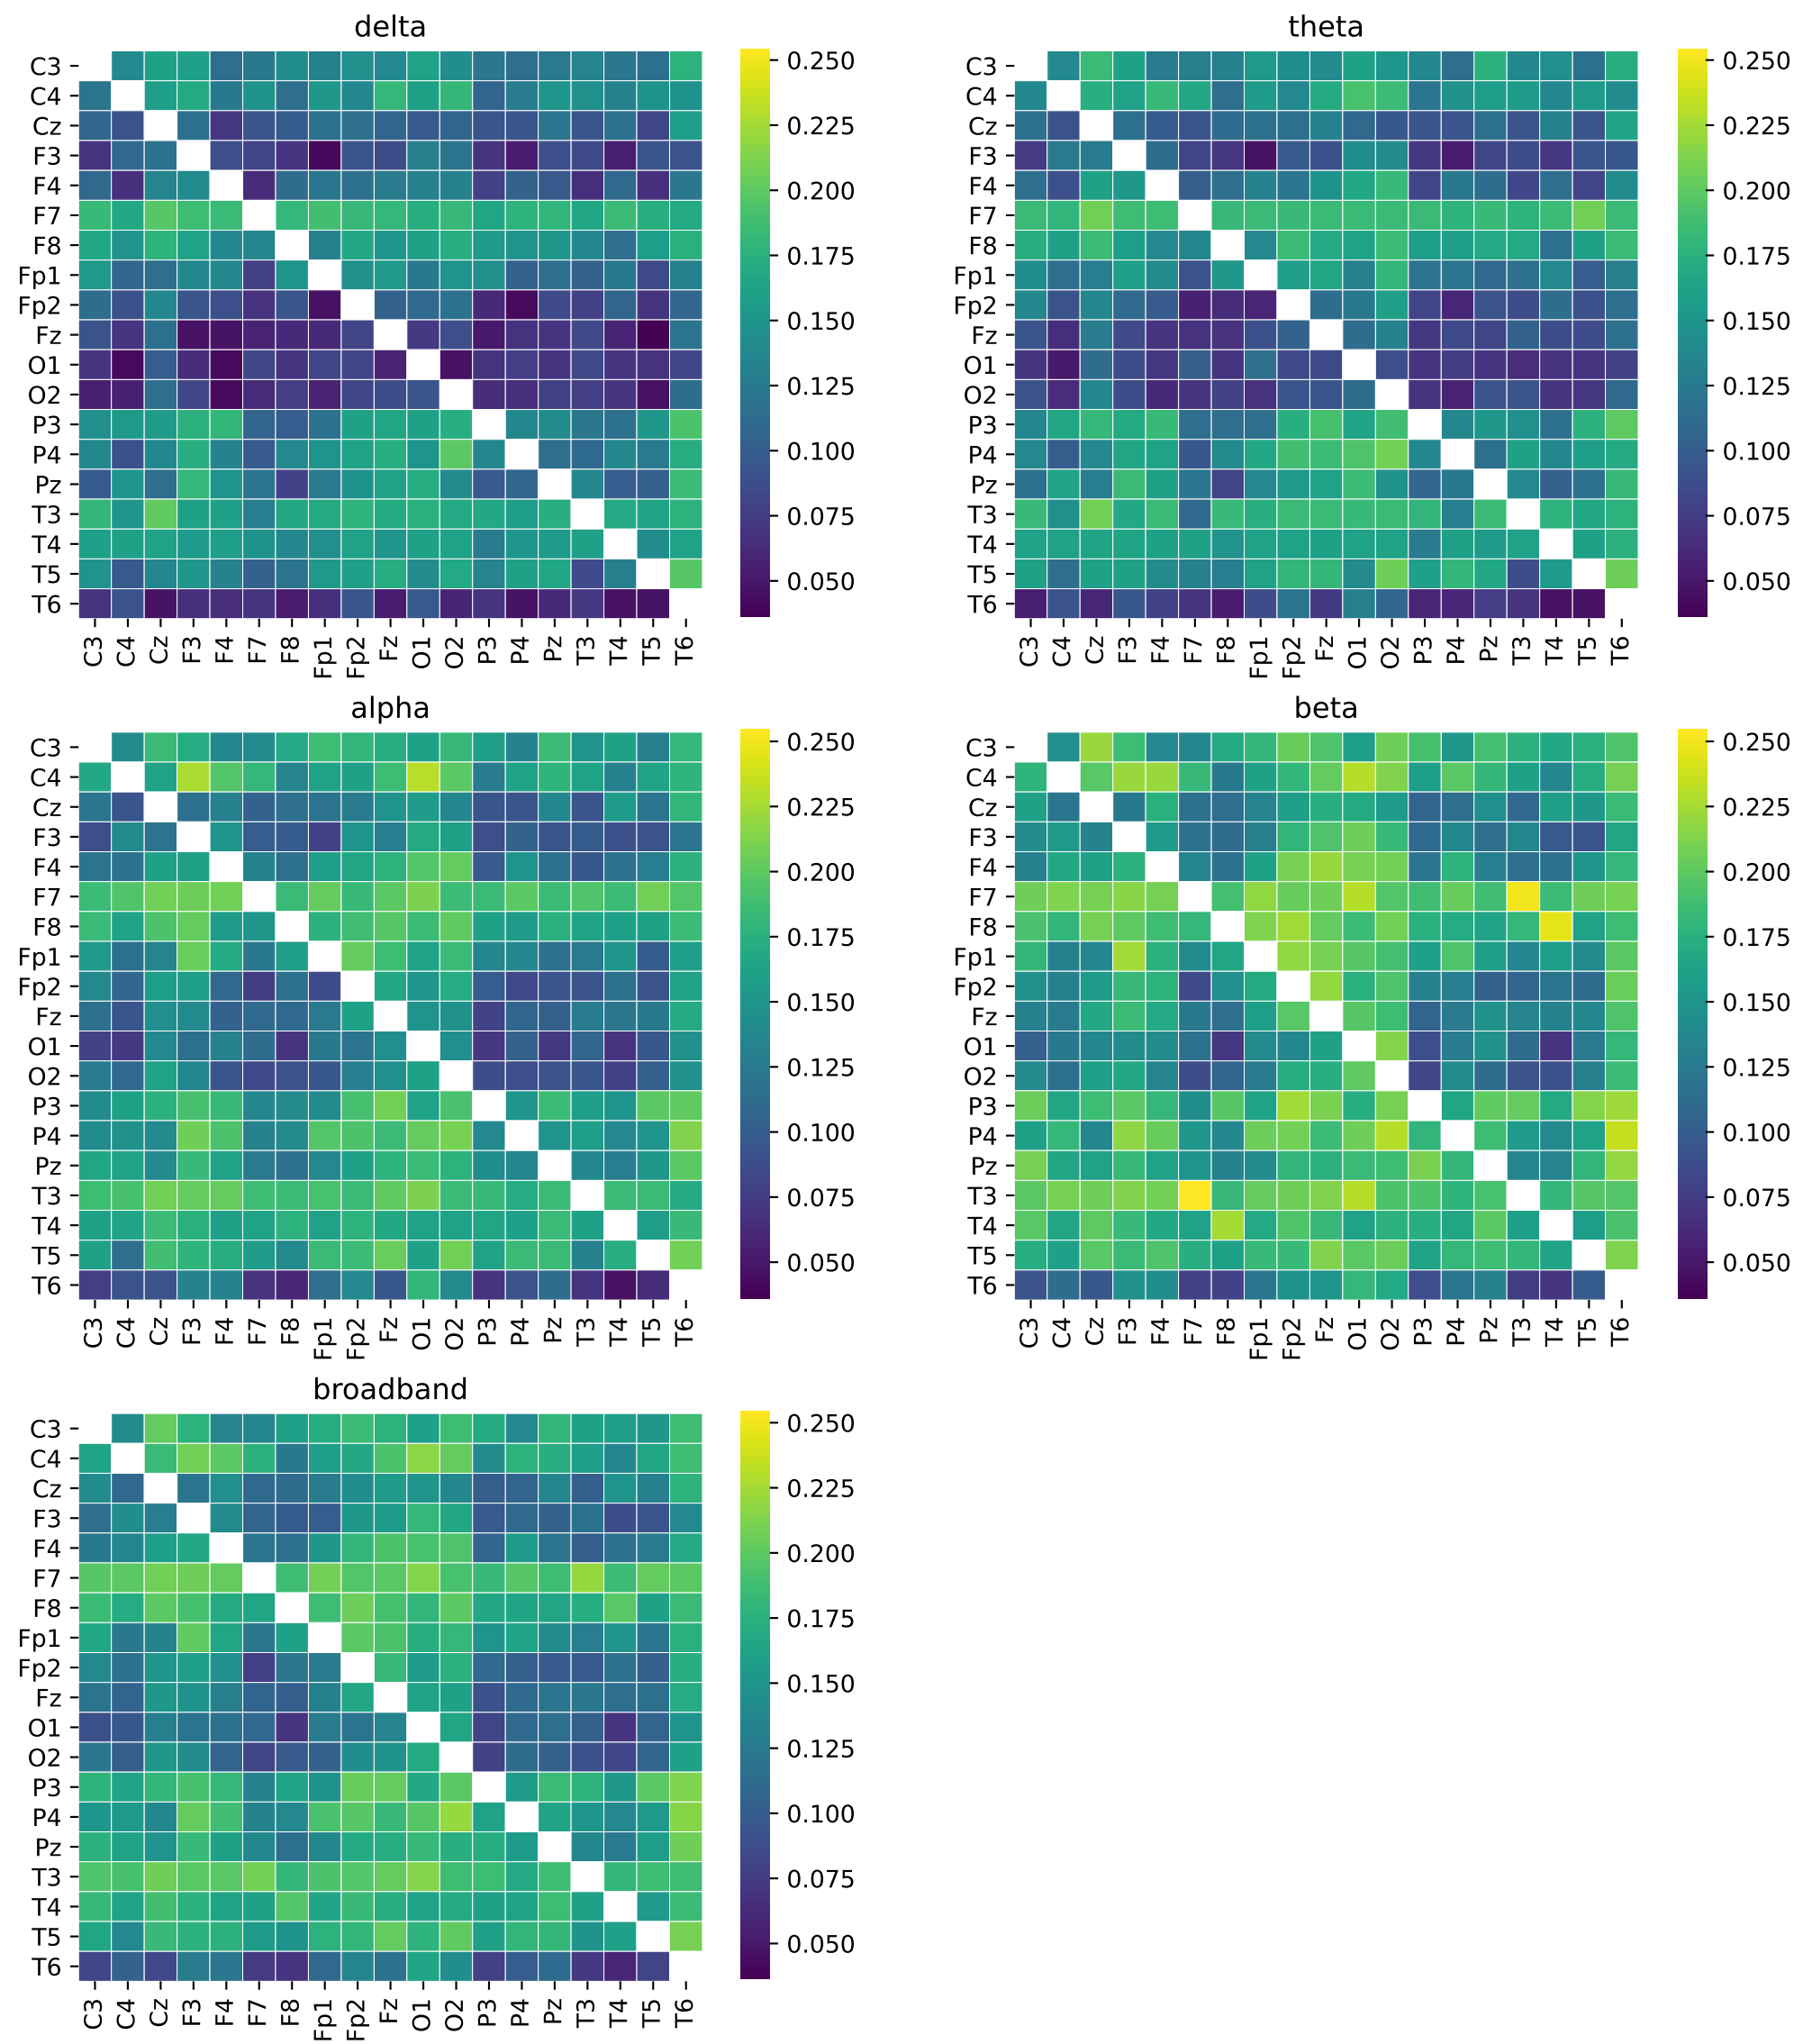 delta
C3
C4
Cz
F3
F4
F7
F8
Fp1
Fp2
Fz
O1
O2
P3
P4
Pz
T3
T4
T5
T6
C3 C4 Cz F3 F4 F7 F8 Fp1 Fp2 Fz O1 O2 P3 P4 Pz T3 T4 T5 T6
0.250
0.225
0.200
0.175
0.150
0.125
0.100
0.075
0.050
theta
C3
C4
Cz
F3
F4
F7
F8
Fp1
Fp2
Fz
O1
O2
P3
P4
Pz
T3
T4
T5
T6
C3 C4 Cz F3 F4 F7 F8 Fp1 Fp2 Fz O1 O2 P3 P4 Pz T3 T4 T5 T6
0.250
0.225
0.200
0.175
0.150
0.125
0.100
0.075
0.050
alpha
C3
C4
Cz
F3
F4
F7
F8
Fp1
Fp2
Fz
O1
O2
P3
P4
Pz
T3
T4
T5
T6
C3 C4 Cz F3 F4 F7 F8 Fp1 Fp2 Fz O1 O2 P3 P4 Pz T3 T4 T5 T6
0.250
0.225
0.200
0.175
0.150
0.125
0.100
0.075
0.050
beta
C3
C4
Cz
F3
F4
F7
F8
Fp1
Fp2
Fz
O1
O2
P3
P4
Pz
T3
T4
T5
T6
C3 C4 Cz F3 F4 F7 F8 Fp1 Fp2 Fz O1 O2 P3 P4 Pz T3 T4 T5 T6
0.250
0.225
0.200
0.175
0.150
0.125
0.100
0.075
0.050
broadband
C3
C4
Cz
F3
F4
F7
F8
Fp1
Fp2
Fz
O1
O2
P3
P4
Pz
T3
T4
T5
T6
C3 C4 Cz F3 F4 F7 F8 Fp1 Fp2 Fz O1 O2 P3 P4 Pz T3 T4 T5 T6
0.250
0.225
0.200
0.175
0.150
0.125
0.100
0.075
0.050